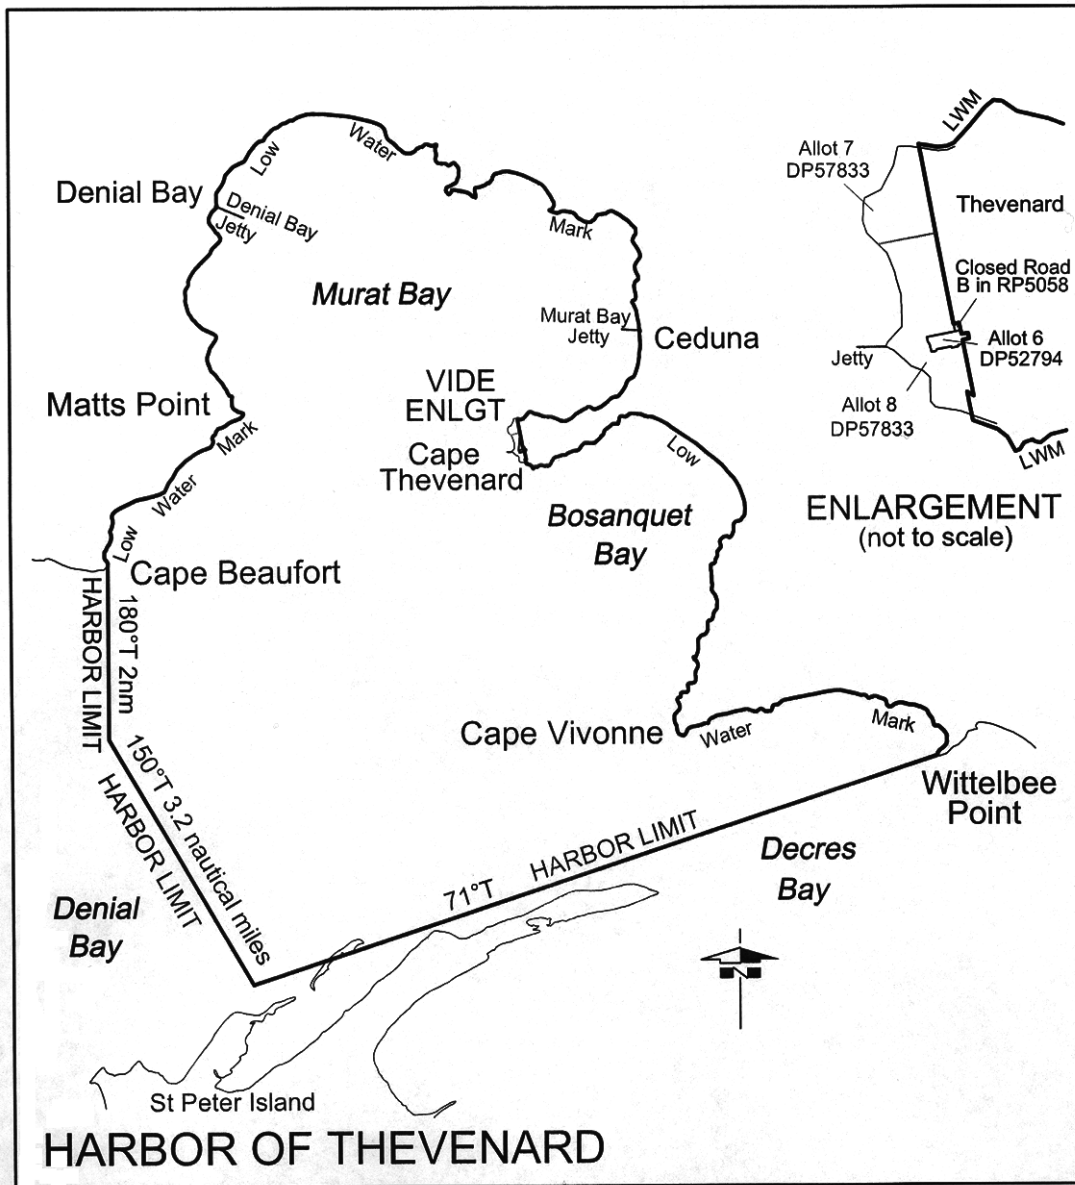 Low
Water
Mark
Denial Bay
Denial Bay
Jetty
Murat Bay
Murat Bay
Jetty
Ceduna
VIDE
ENLGT
Cape
Thevenard
Matts Point
Mark
Water
Low
Cape Beaufort
Low
Bosanquet
Bay
HARBOR LIMIT
180°T 2nm
Cape Vivonne
Water
Mark
Wittelbee
Point
150°T 3.2 nautical miles
HARBOR LIMIT
71°T HARBOR LIMIT
Decres
Bay
Denial
Bay
N
St Peter Island
LWM
Allot 7
DP57833
Thevenard
Closed Road
B in RP5058
Allot 6
DP52794
Jetty
Allot 8
DP57833
LWM
ENLARGEMENT
(not to scale)
HARBOR OF THEVENARD